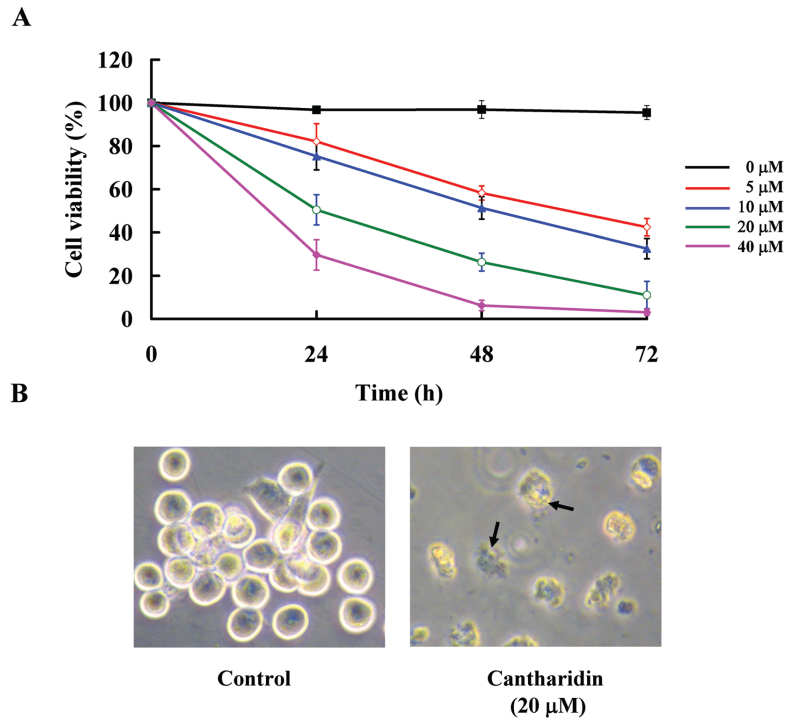 A
120
100
80
60
40
20
0
Cell viability (%)
0 24 48 72
Time (h)
0 µM
5 µM
10 µM
20 µM
40 µM
B
Control
Cantharidin
(20 µM)